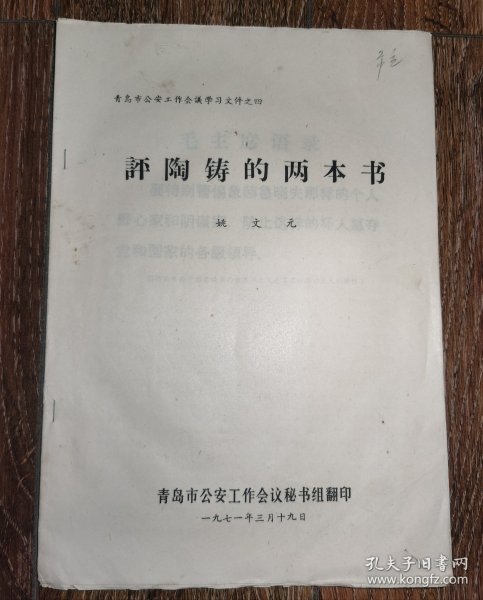 青島市公安工作会議学习文件之四
毛主席语录
評陶铸的两本书
姚文元
青岛市公安工作会议秘书组翻印
一九七一年三月十九日
孔夫子旧书网
www.kongfz.com